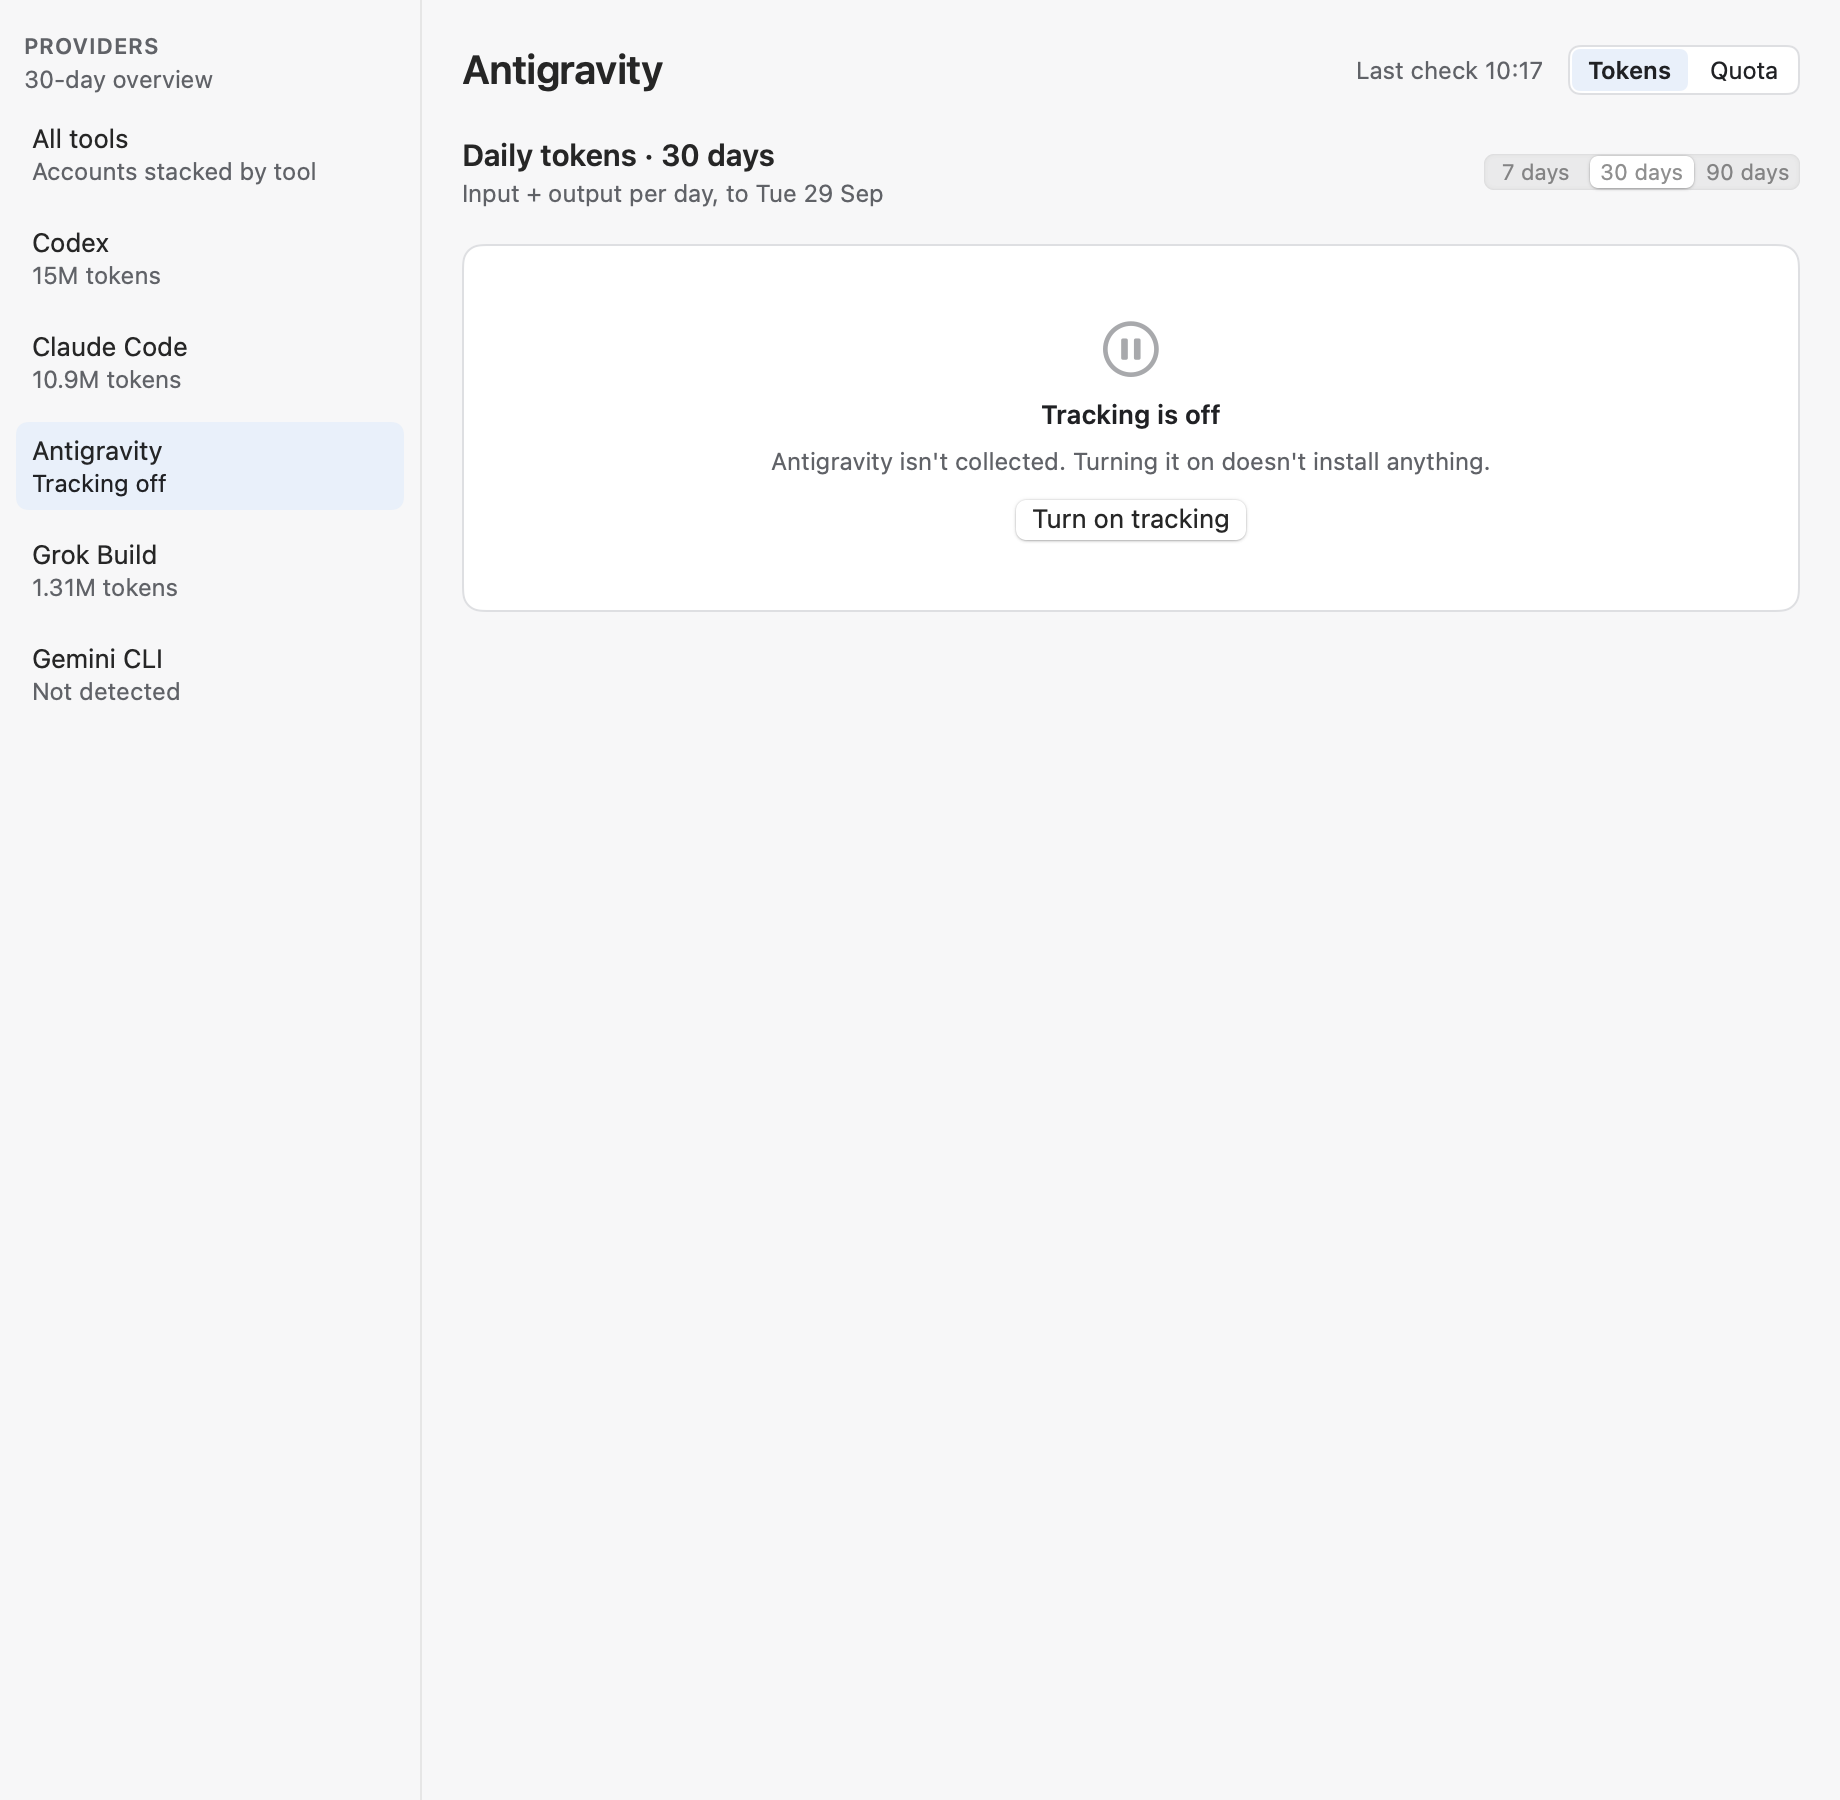 PROVIDERS
30-day overview
All tools
Accounts stacked by tool
Codex
15M tokens
Claude Code
10.9M tokens
Antigravity
Tracking off
Grok Build
1.31M tokens
Gemini CLI
Not detected
Antigravity
Last check 10:17
Tokens
Quota
Daily tokens · 30 days
Input + output per day, to Tue 29 Sep
7 days
30 days
90 days
Tracking is off
Antigravity isn't collected. Turning it on doesn't install anything.
Turn on tracking